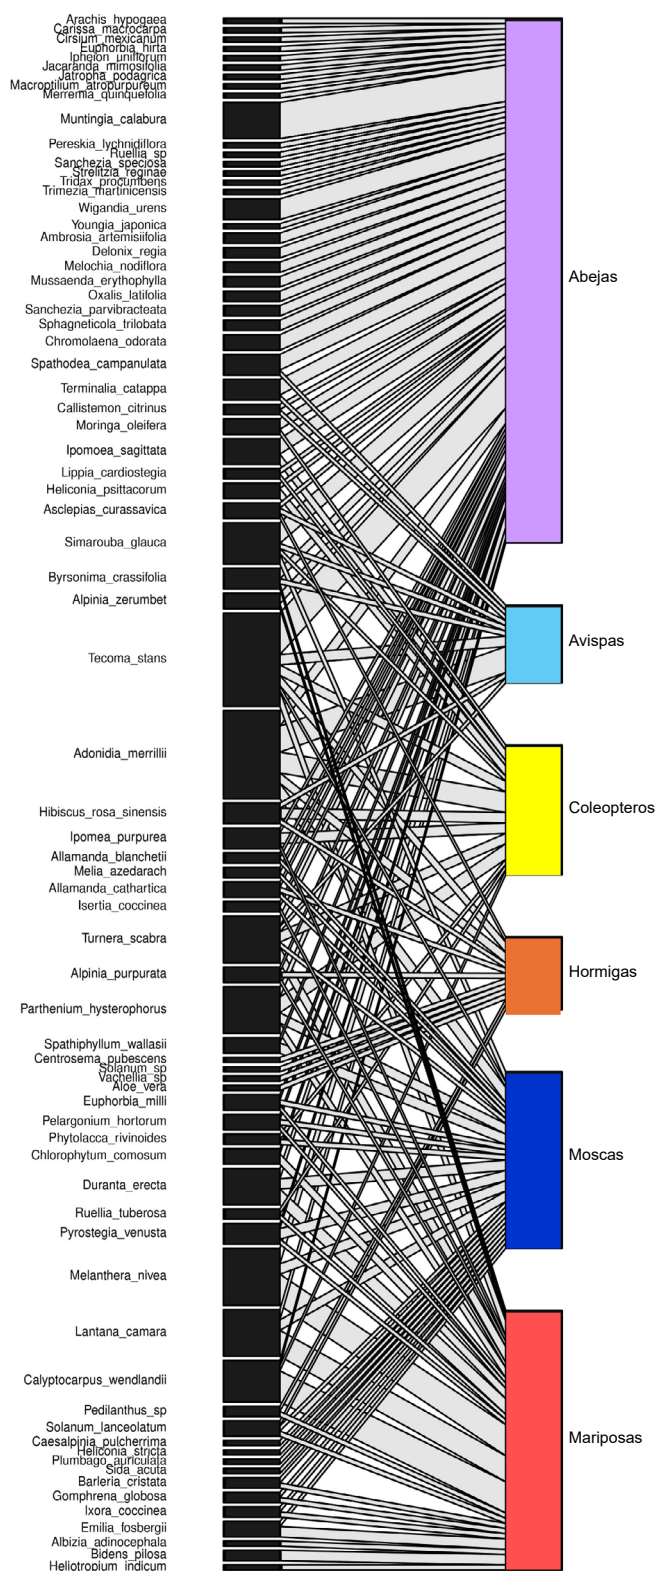 Arachis_hypogaea
Carissa_macrocarpa
Cirsium_mexicanum
Euphorbia_hirta
Ipheion_uniflorum
Jacaranda_mimosifolia
Jatropha_podagrica
Macroptilium_atropurpureum
Merremia_quinquefolia
Muntingia_calabura
Pereskia_lychnidiflora
Ruellia_sp
Sanchezia_speciosa
Strelitzia_reginae
Tridax_procumbens
Trimezia_martinicensis
Wigandia_urens
Youngia_japonica
Ambrosia_artemisiifolia
Delonix_regia
Melochia_nodiflora
Mussaenda_erythophylla
Oxalis_latifolia
Sanchezia_parvibracteata
Sphagneticola_trilobata
Chromolaena_odorata
Spathodea_campanulata
Terminalia_catappa
Callistemon_citrinus
Moringa_oleifera
Ipomoea_sagittata
Lippia_cardiostegia
Heliconia_psittacorum
Asclepias_curassavica
Simarouba_glauca
Byrsonima_crassifolia
Alpinia_zerumbet
Tecoma_stans
Adonidia_merrillii
Hibiscus_rosa_sinensis
Ipomea_purpurea
Allamanda_blanchetii
Melia_azedarach
Allamanda_cathartica
Isertia_coccinea
Turnera_scabra
Alpinia_purpurata
Parthenium_hysterophorus
Spathiphyllum_wallasii
Centrosema_pubescens
Solanum_sp
Vachellia_sp
Aloe_vera
Euphorbia_milli
Pelargonium_hortorum
Phytolacca_rivinoides
Chlorophytum_comosum
Duranta_erecta
Ruellia_tuberosa
Pyrostegia_venusta
Melanthera_nivea
Lantana_camara
Calyptocarpus_wendlandii
Pedilanthus_sp
Solanum_lanceolatum
Caesalpinia_pulcherrima
Heliconia_stricta
Plumbago_auriculata
Sida_acuta
Barleria_cristata
Gomphrena_globosa
Ixora_coccinea
Emilia_fosbergii
Albizia_adinocephala
Bidens_pilosa
Heliotropium_indicum
Abejas
Avispas
Coleopteros
Hormigas
Moscas
Mariposas